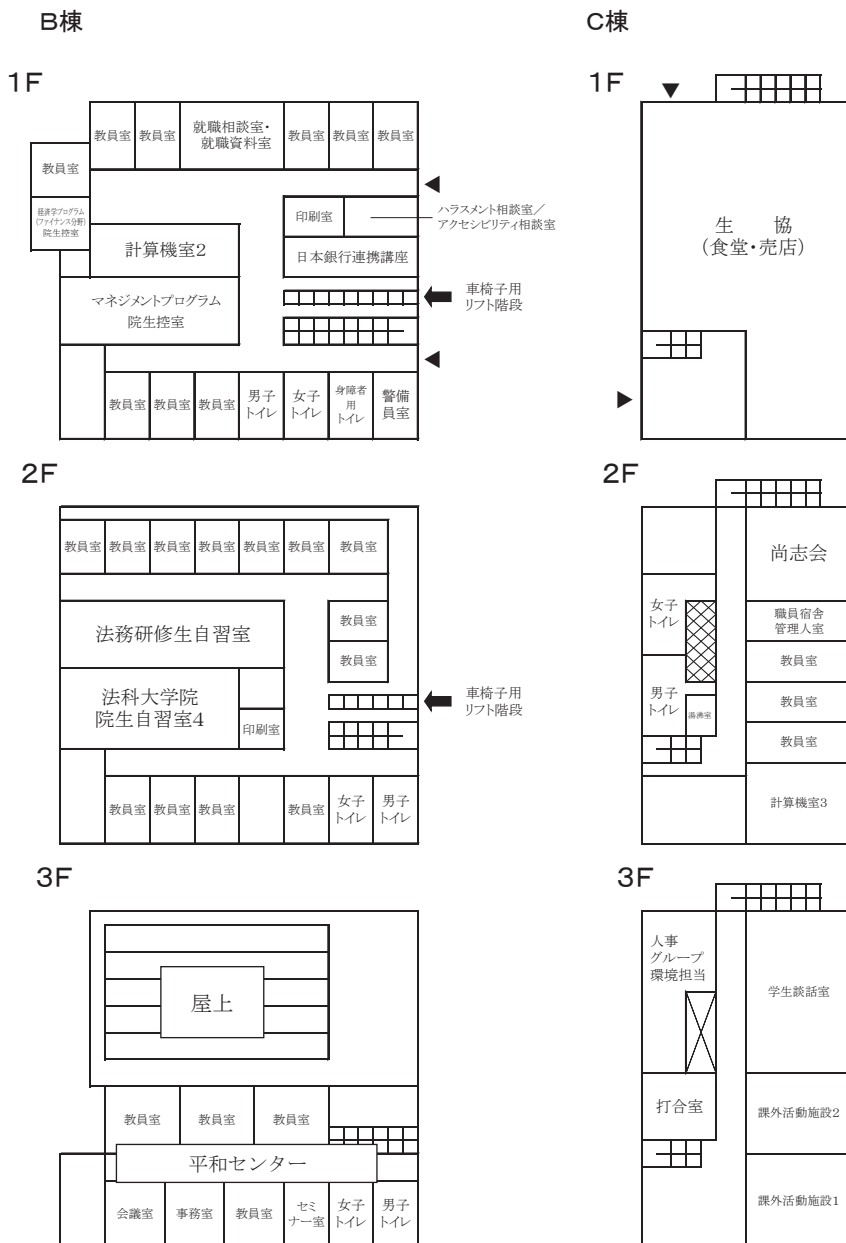 B棟
C棟
1F
教員室
教員室
就職相談室・
就職資料室
教員室
教員室
教員室
教員室
経済学プログラム
(ファイナンス分野)
院生控室
計算機室2
マネジメントプログラム
院生控室
印刷室
ハラスメント相談室／
アクセシビリティ相談室
日本銀行連携講座
車椅子用
リフト階段
教員室
教員室
教員室
男子
トイレ
女子
トイレ
身障者
用
トイレ
警備
員室
1F
生 協
(食堂・売店)
2F
教員室
教員室
教員室
教員室
教員室
教員室
教員室
法務研修生自習室
教員室
教員室
法科大学院
院生自習室4
印刷室
車椅子用
リフト階段
教員室
教員室
教員室
教員室
女子
トイレ
男子
トイレ
2F
尚志会
女子
トイレ
職員宿舎
管理人室
教員室
男子
トイレ
湯沸室
教員室
教員室
計算機室3
3F
屋上
教員室
教員室
教員室
平和センター
会議室
事務室
教員室
セミ
ナー室
女子
トイレ
男子
トイレ
3F
人事
グループ
環境担当
学生談話室
打合室
課外活動施設2
課外活動施設1